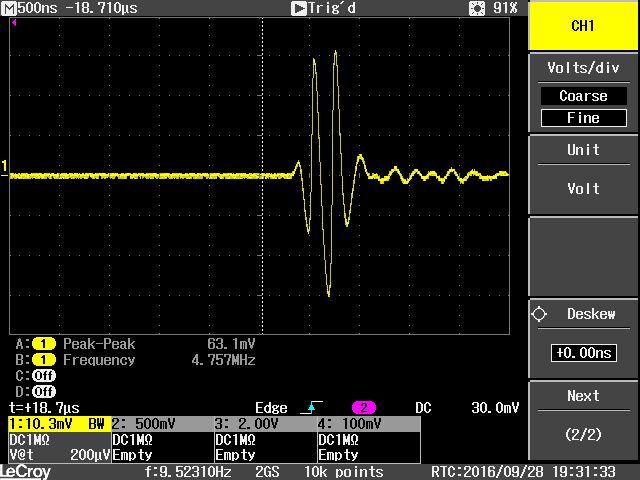 M 500ns -18.710µs Trig'd 91%
CH1
Volts/div
Coarse
Fine
Unit
Volt
1
Deskew
+0.00ns
Next
(2/2)
A: 1 Peak-Peak 63.1mV
B: 1 Frequency 4.757MHz
C: Off
D: Off
t=+18.7µs Edge 2 DC 30.0mV
1:10.3mV BW 2: 500mV 3: 2.00V 4: 100mV
DC1MΩ DC1MΩ DC1MΩ DC1MΩ
V@t 200µV Empty Empty Empty
LeCroy f:9.52310Hz 2GS 10k points RTC:2016/09/28 19:31:33